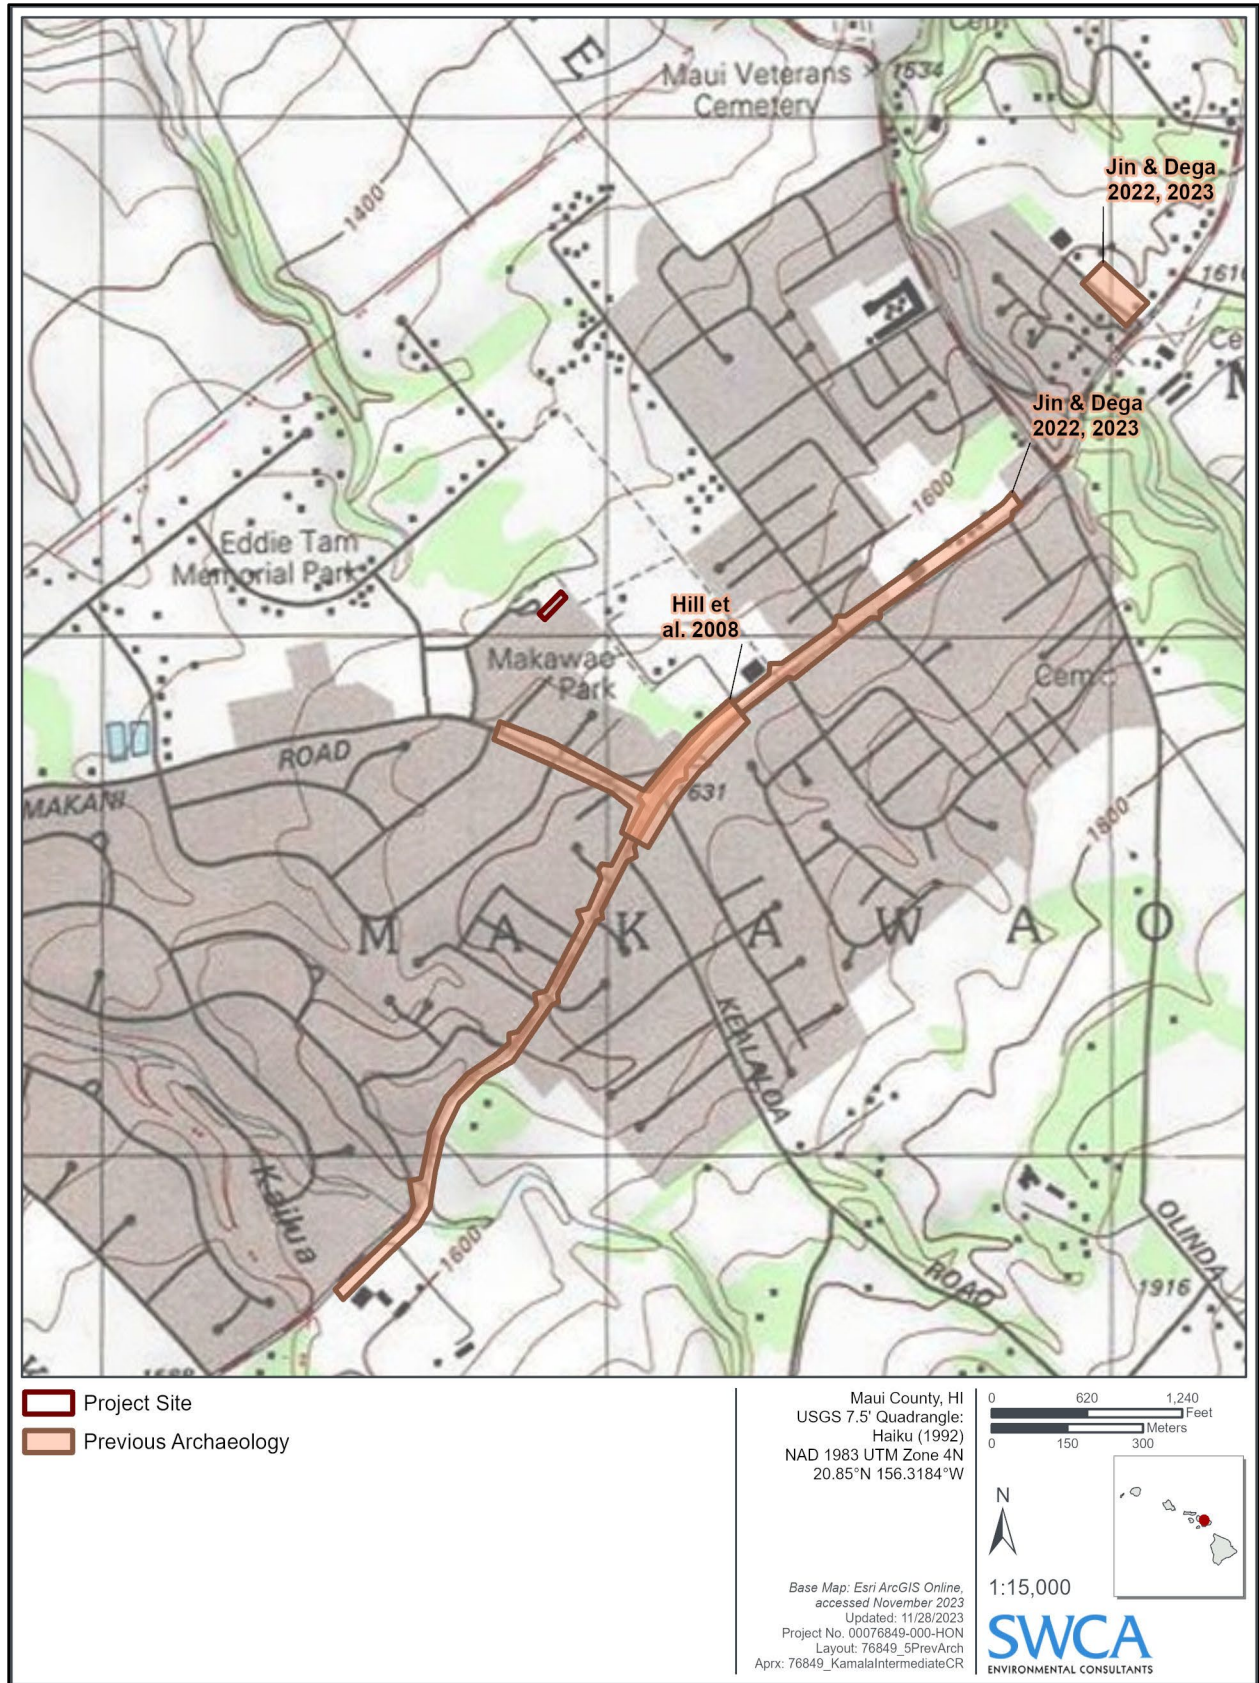 E
Maui Veterans
Cemetery
1534
Cem
1400
Jin & Dega
2022, 2023
Jin & Dega
2022, 2023
1600
Eddie Tam
Memorial Park
Hill et
al. 2008
Makawao
Park
Cem
ROAD
MAKANI
631
1800
M A K A W A O
KEALALOA
Kailua
1600
ROAD
OLINDA
1916
Project Site
Previous Archaeology
Maui County, HI
USGS 7.5' Quadrangle:
Haiku (1992)
NAD 1983 UTM Zone 4N
20.85°N 156.3184°W
Base Map: Esri ArcGIS Online,
accessed November 2023
Updated: 11/28/2023
Project No. 00076849-000-HON
Layout: 76849_5PrevArch
Aprx: 76849_KamalaIntermediateCR
0 620 1,240
Feet
Meters
0 150 300
N
1:15,000
SWCA
ENVIRONMENTAL CONSULTANTS